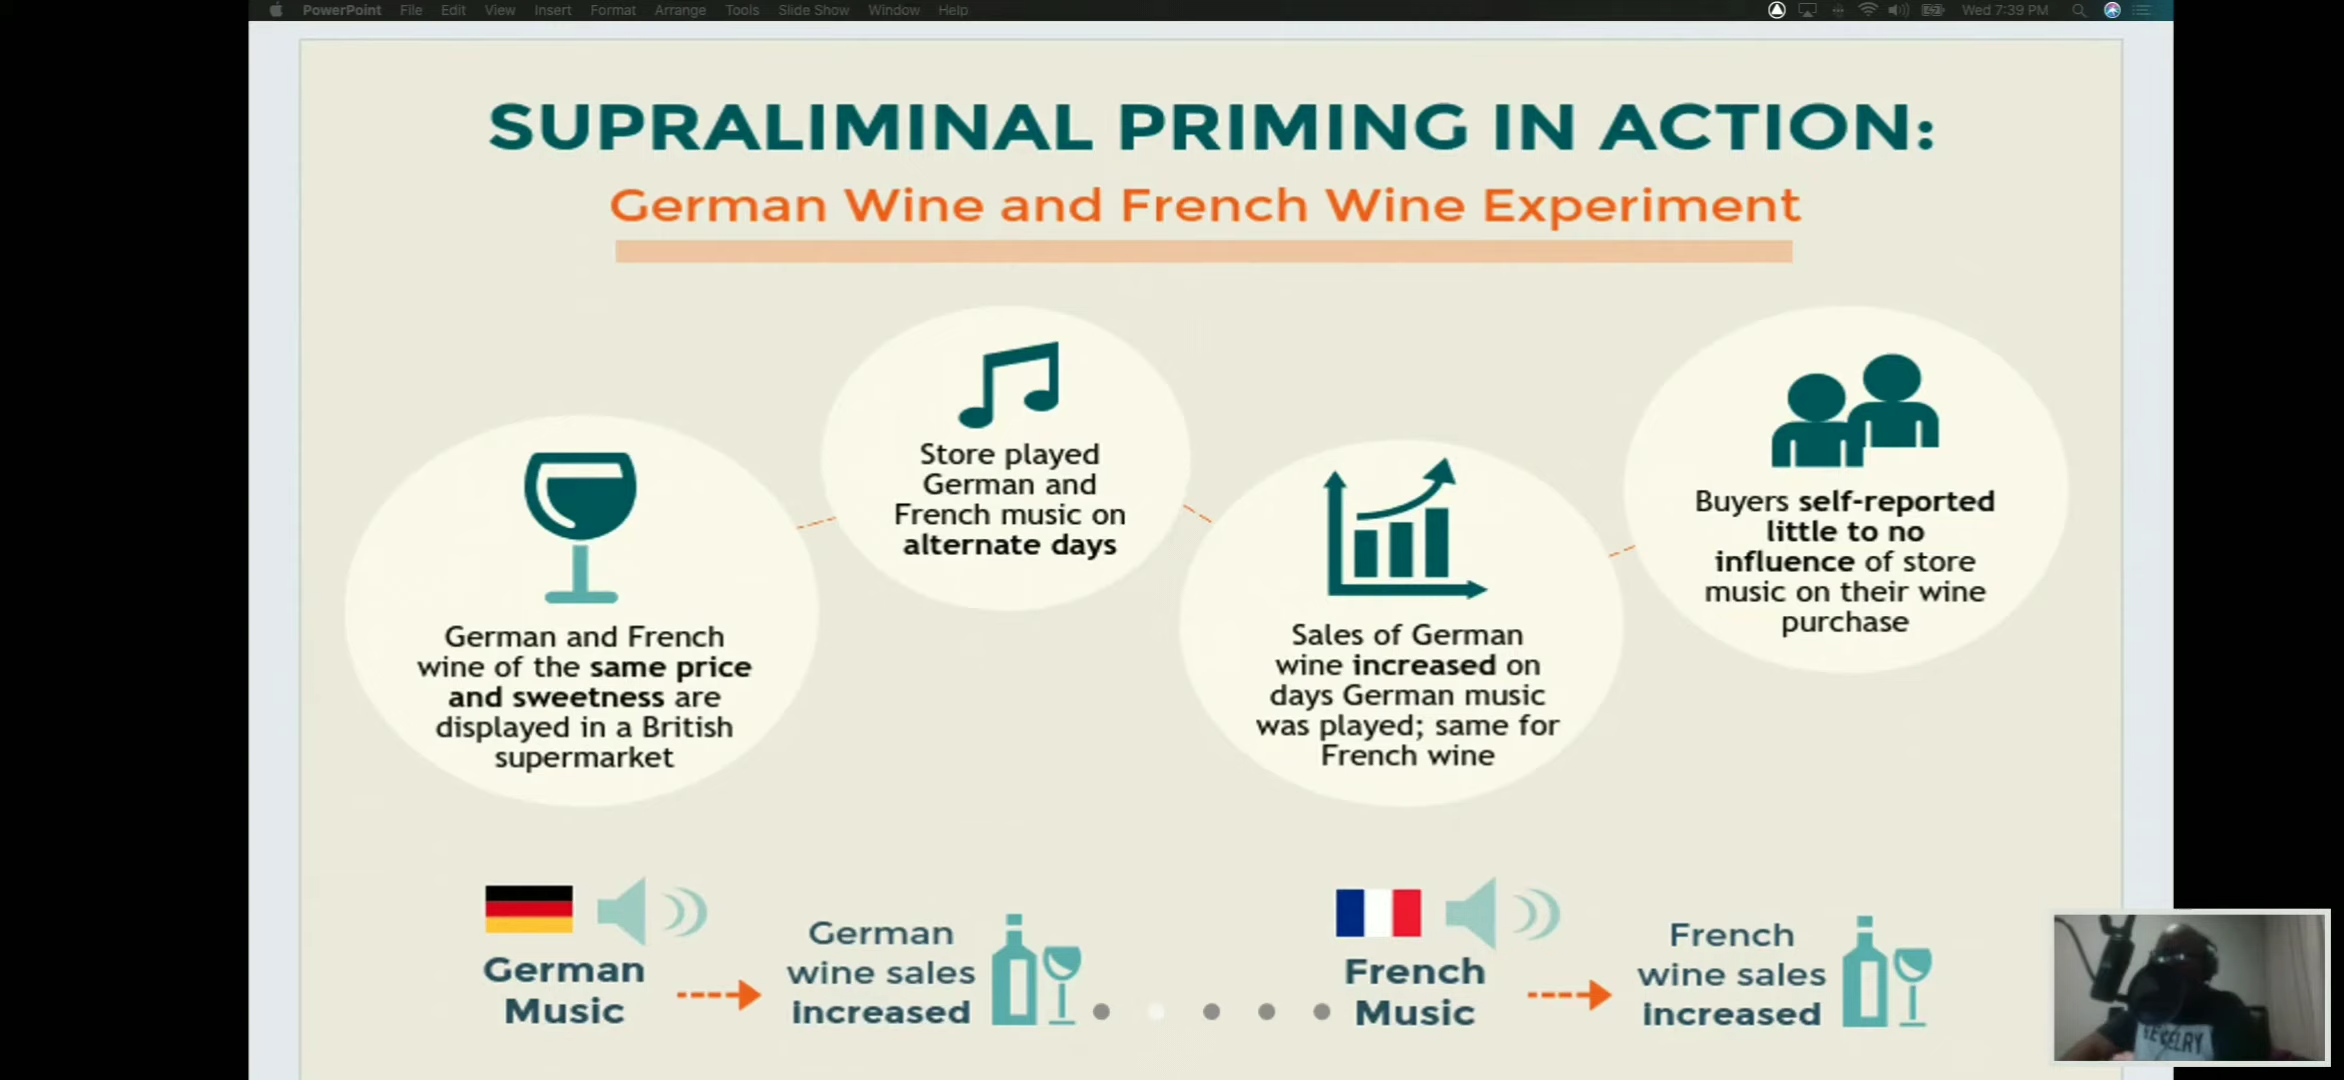 PowerPoint File Edit View Insert Format Arrange Tools Slide Show Window Help Wed 7:39 PM
SUPRALIMINAL PRIMING IN ACTION:
German Wine and French Wine Experiment
German and French
wine of the same price
and sweetness are
displayed in a British
supermarket
Store played
German and
French music on
alternate days
Sales of German
wine increased on
days German music
was played; same for
French wine
Buyers self-reported
little to no
influence of store
music on their wine
purchase
German
Music
German
wine sales
increased
French
Music
French
wine sales
increased